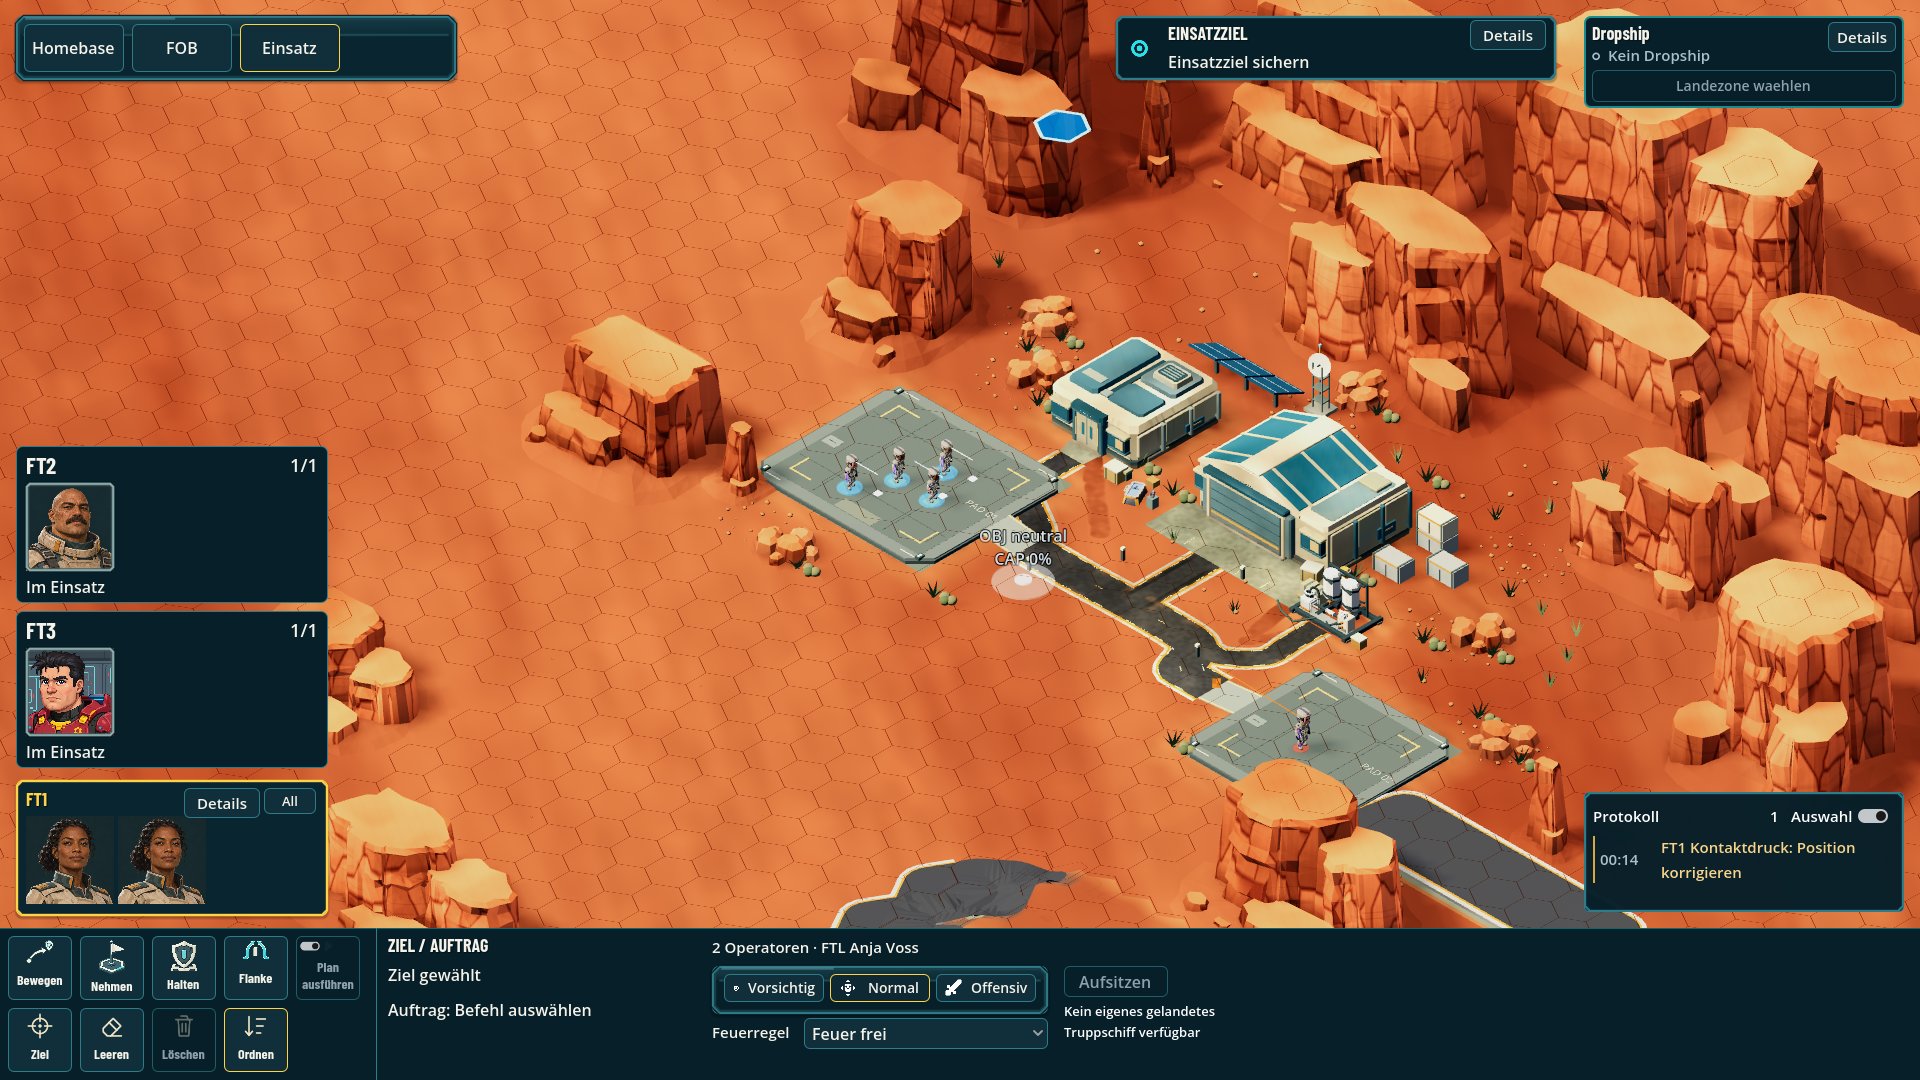 Homebase
FOB
Einsatz
EINSATZZIEL
Einsatzziel sichern
Details
Dropship
Kein Dropship
Details
Landezone waehlen
OBJ neutral
CAP 0%
FT2
1/1
Im Einsatz
FT3
1/1
Im Einsatz
FT1
Details
All
Protokoll
1
Auswahl
00:14
FT1 Kontaktdruck: Position
korrigieren
Bewegen
Nehmen
Halten
Flanke
Plan
ausführen
Ziel
Leeren
Löschen
Ordnen
ZIEL / AUFTRAG
Ziel gewählt
Auftrag: Befehl auswählen
2 Operatoren · FTL Anja Voss
Vorsichtig
Normal
Offensiv
Feuerregel
Feuer frei
Aufsitzen
Kein eigenes gelandetes
Truppschiff verfügbar